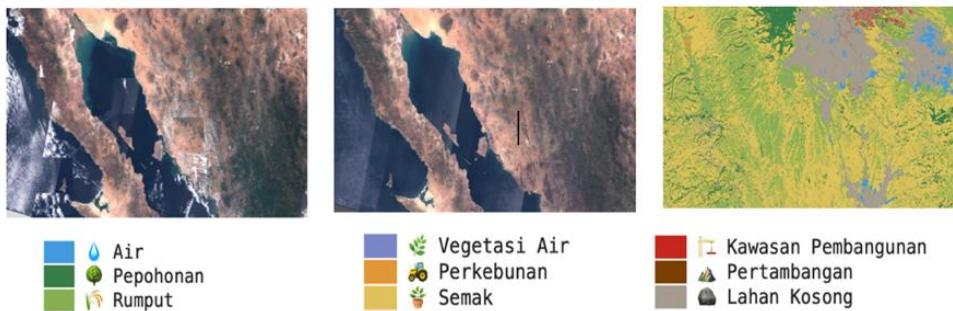 Air
Pepohonan
Rumput
Vegetasi Air
Perkebunan
Semak
Kawasan Pembangunan
Pertambangan
Lahan Kosong